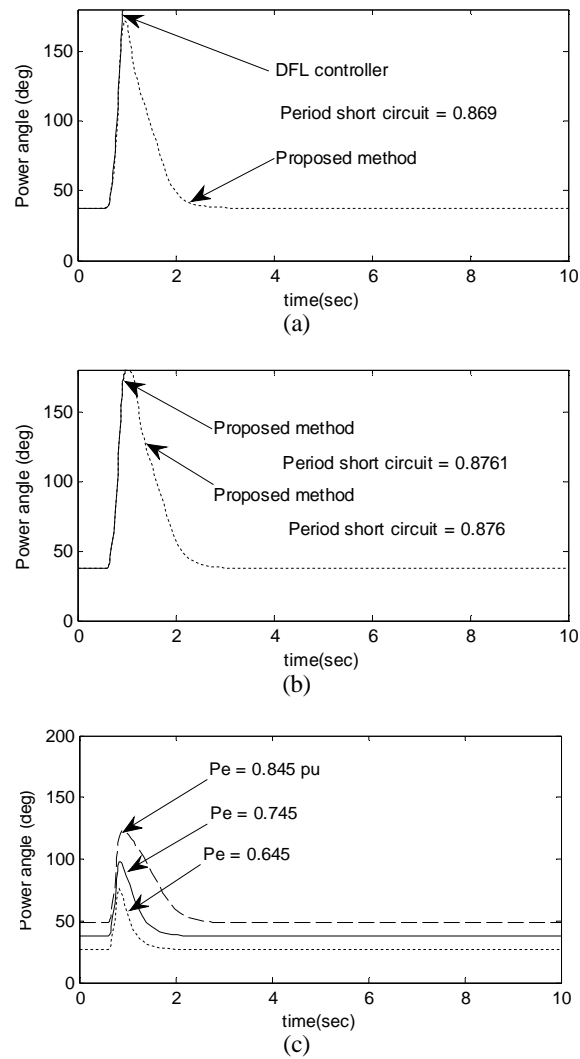 150
100
50
0
Power angle (deg)
DFL controller
Period short circuit = 0.869
Proposed method
0 2 4 6 8 10
time(sec)
(a)
150
100
50
0
Power angle (deg)
Proposed method
Period short circuit = 0.8761
Proposed method
Period short circuit = 0.876
0 2 4 6 8 10
time(sec)
(b)
200
150
100
50
0
Power angle (deg)
Pe = 0.845 pu
Pe = 0.745
Pe = 0.645
0 2 4 6 8 10
time(sec)
(c)